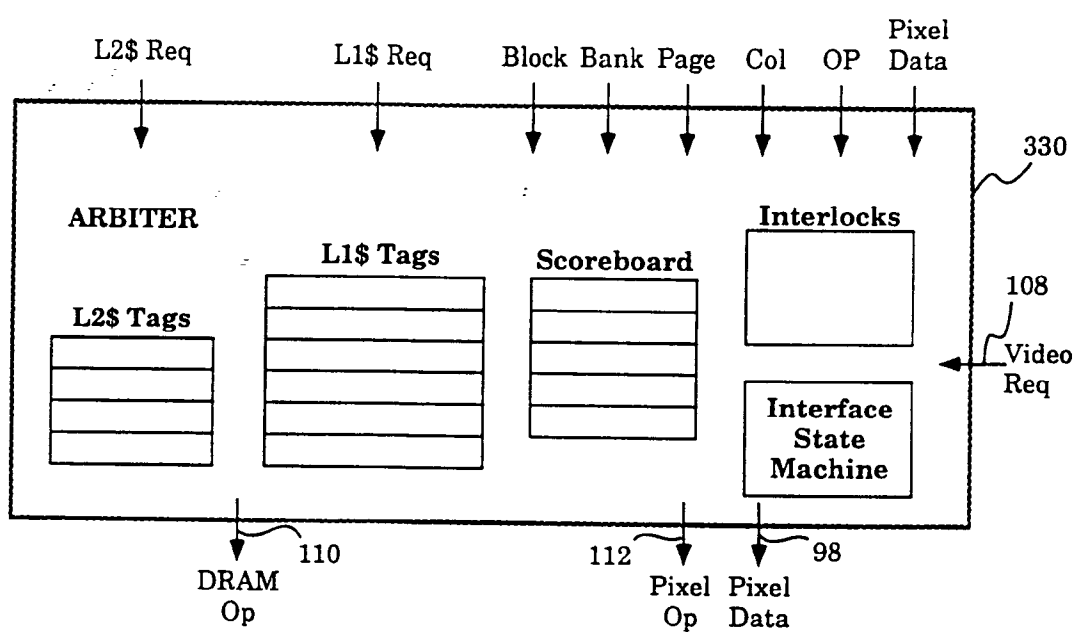 L2$ Req
L1$ Req
Block
Bank
Page
Col
OP
Pixel
Data
330
ARBITER
Interlocks
L1$ Tags
Scoreboard
L2$ Tags
108
Video
Req
Interface
State
Machine
110
112
98
DRAM
Op
Pixel
Op
Pixel
Data